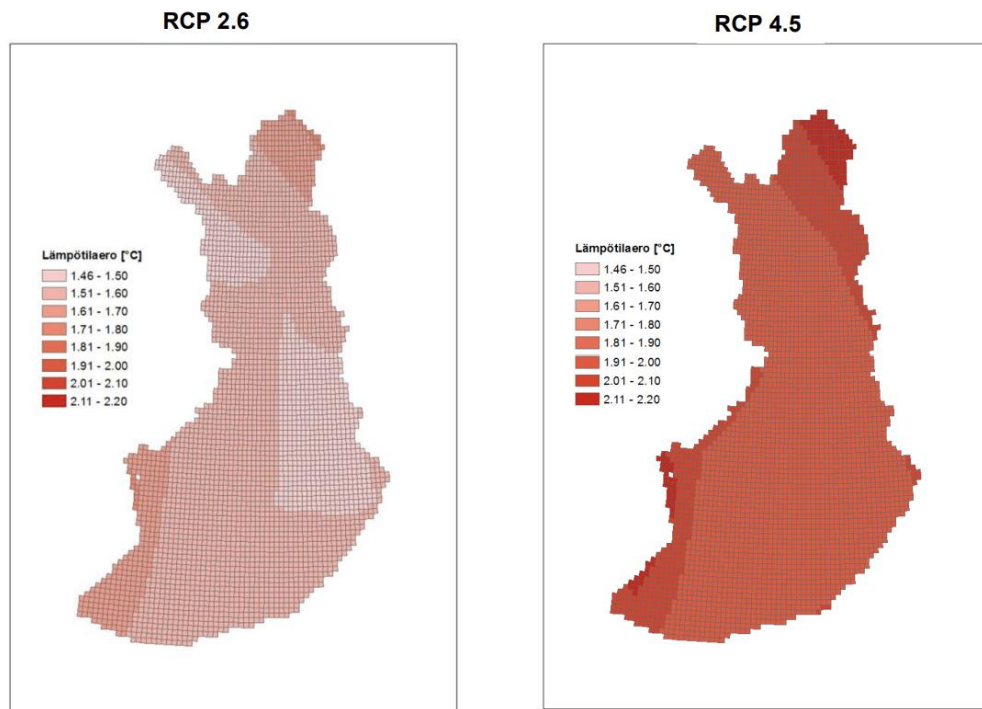 RCP 2.6
Lämpötilaero [°C]
1.46 - 1.50
1.51 - 1.60
1.61 - 1.70
1.71 - 1.80
1.81 - 1.90
1.91 - 2.00
2.01 - 2.10
2.11 - 2.20
RCP 4.5
Lämpötilaero [°C]
1.46 - 1.50
1.51 - 1.60
1.61 - 1.70
1.71 - 1.80
1.81 - 1.90
1.91 - 2.00
2.01 - 2.10
2.11 - 2.20